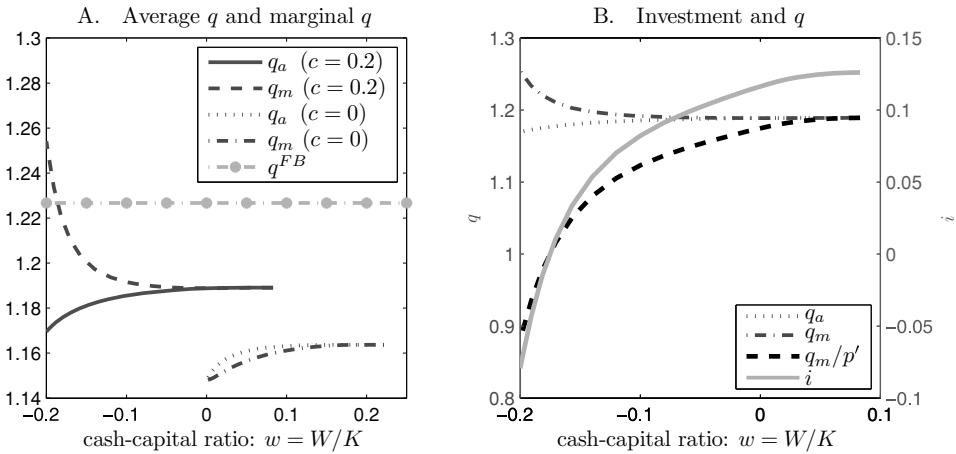 A. Average q and marginal q
1.3
1.28
1.26
1.24
1.22
1.2
1.18
1.16
1.14
q_a (c = 0.2)
q_m (c = 0.2)
q_a (c = 0)
q_m (c = 0)
q^{FB}
−0.2 −0.1 0 0.1 0.2
cash-capital ratio: w = W/K
B. Investment and q
1.3
1.2
1.1
1
0.9
0.8
q
0.15
0.1
0.05
0
−0.05
−0.1
i
q_a
q_m
q_m/p′
i
−0.2 −0.1 0 0.1
cash-capital ratio: w = W/K